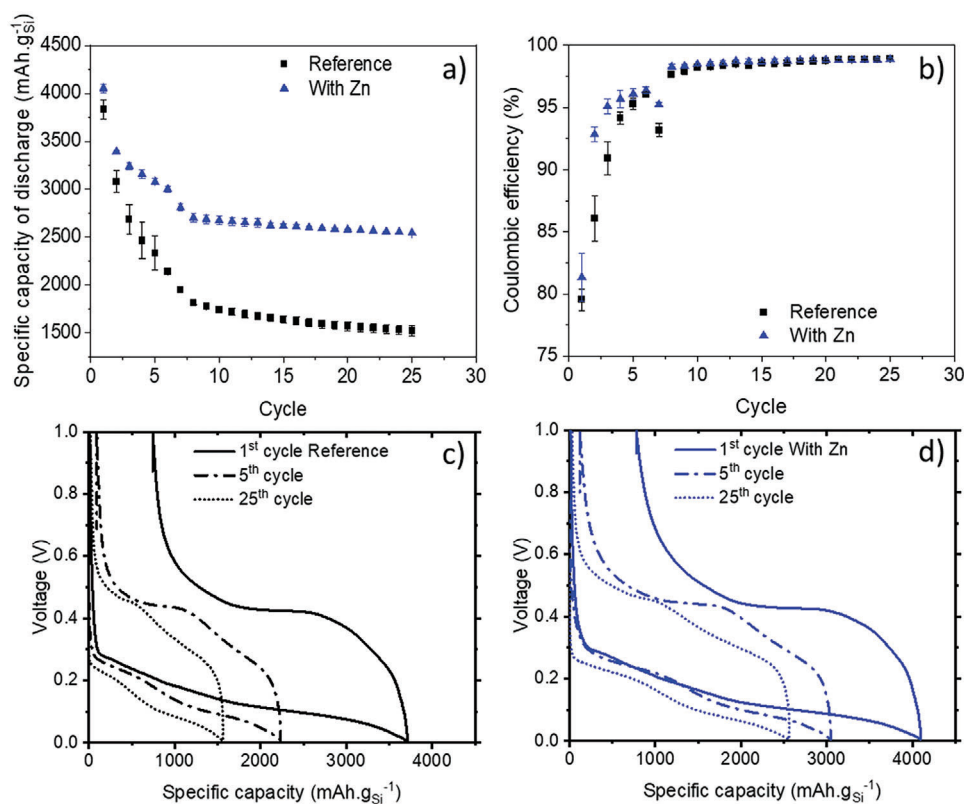 Specific capacity of discharge (mAh.g⁻¹Si)
4500
4000
3500
3000
2500
2000
1500
0 5 10 15 20 25 30
Cycle
Reference
With Zn
a)
Coulombic efficiency (%)
100
95
90
85
80
75
0 5 10 15 20 25 30
Cycle
Reference
With Zn
b)
Voltage (V)
1.0
0.8
0.6
0.4
0.2
0.0
0 1000 2000 3000 4000
Specific capacity (mAh.gSi⁻¹)
1st cycle Reference
5th cycle
25th cycle
c)
Voltage (V)
1.0
0.8
0.6
0.4
0.2
0.0
0 1000 2000 3000 4000
Specific capacity (mAh.gSi⁻¹)
1st cycle With Zn
5th cycle
25th cycle
d)